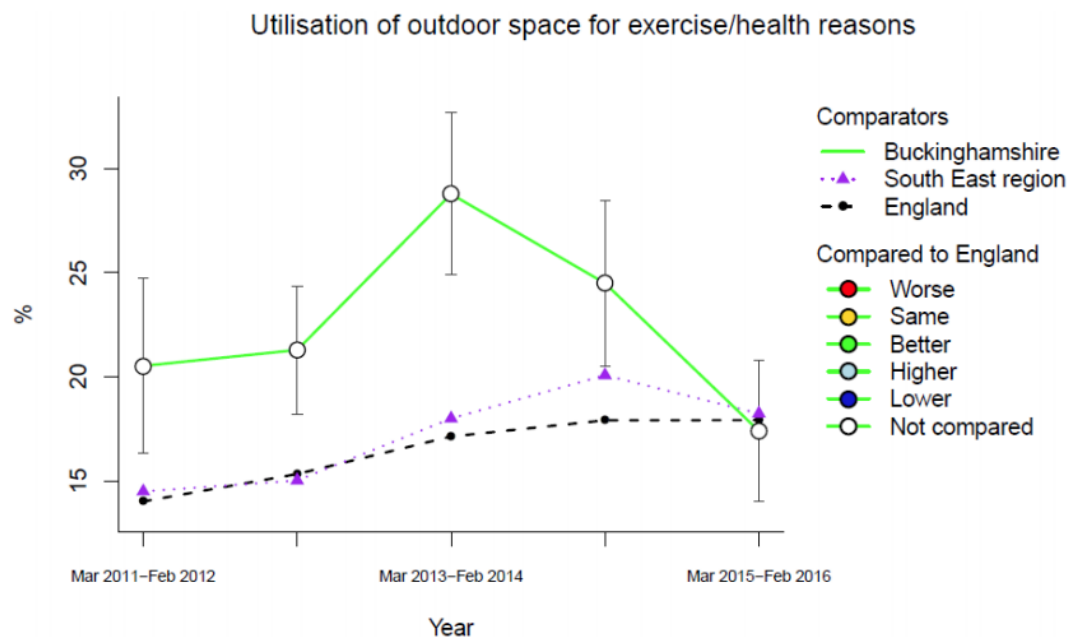 Utilisation of outdoor space for exercise/health reasons
%
30
25
20
15
Mar 2011–Feb 2012
Mar 2013–Feb 2014
Mar 2015–Feb 2016
Year
Comparators
Buckinghamshire
South East region
England
Compared to England
Worse
Same
Better
Higher
Lower
Not compared